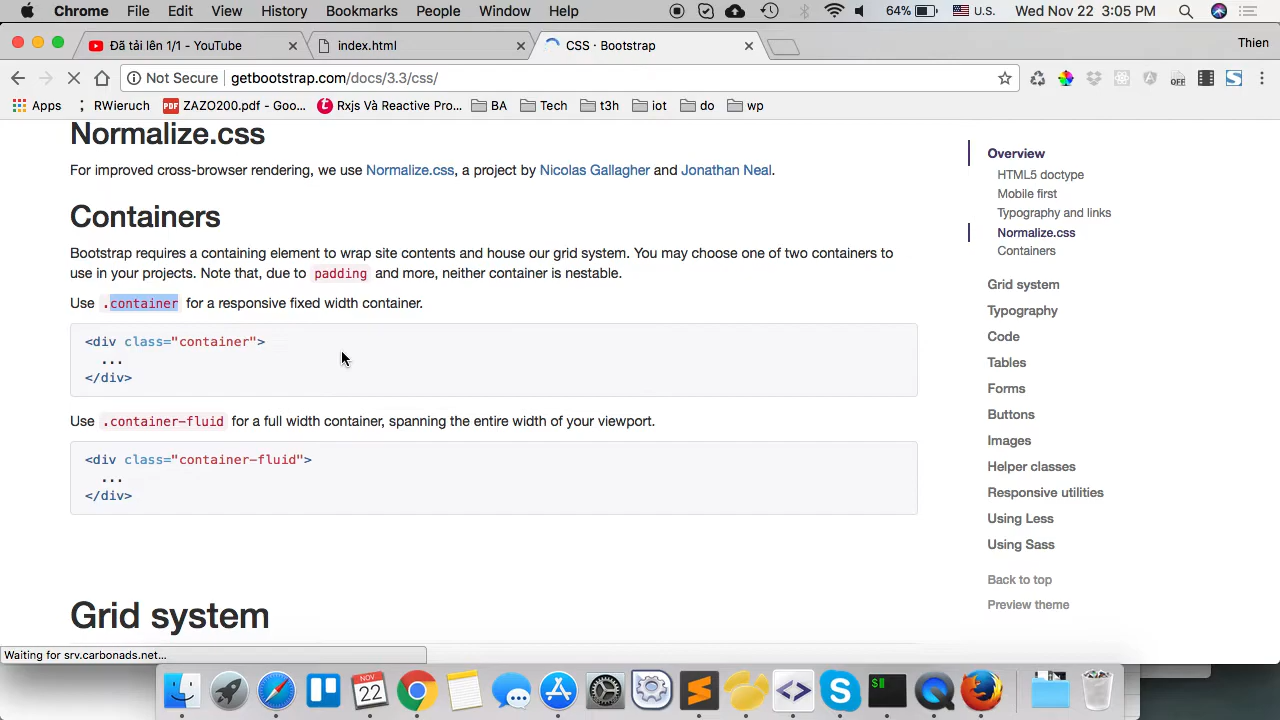 Chrome File Edit View History Bookmarks People Window Help 64% U.S. Wed Nov 22 3:05 PM
Đã tải lên 1/1 - YouTube index.html CSS · Bootstrap Thien
Not Secure getbootstrap.com/docs/3.3/css/ OFF
Apps RWieruch ZAZO200.pdf - Goo... Rxjs Và Reactive Pro... BA Tech t3h iot do wp
Normalize.css
For improved cross-browser rendering, we use Normalize.css, a project by Nicolas Gallagher and Jonathan Neal.
Containers
Bootstrap requires a containing element to wrap site contents and house our grid system. You may choose one of two containers to
use in your projects. Note that, due to padding and more, neither container is nestable.
Use .container for a responsive fixed width container.
<div class="container">
...
</div>
Use .container-fluid for a full width container, spanning the entire width of your viewport.
<div class="container-fluid">
...
</div>
Grid system
Overview
HTML5 doctype
Mobile first
Typography and links
Normalize.css
Containers
Grid system
Typography
Code
Tables
Forms
Buttons
Images
Helper classes
Responsive utilities
Using Less
Using Sass
Back to top
Preview theme
Waiting for srv.carbonads.net...
NOV
22